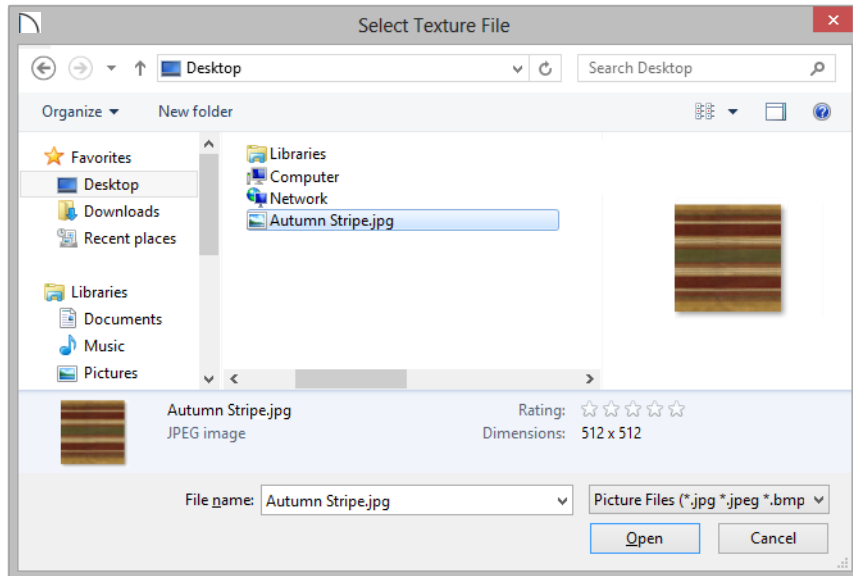 Select Texture File
Desktop
Search Desktop
Organize
New folder
Favorites
Desktop
Downloads
Recent places
Libraries
Documents
Music
Pictures
Libraries
Computer
Network
Autumn Stripe.jpg
Autumn Stripe.jpg
JPEG image
Rating:
Dimensions: 512 x 512
File name: Autumn Stripe.jpg
Picture Files (*.jpg *.jpeg *.bmp
Open
Cancel